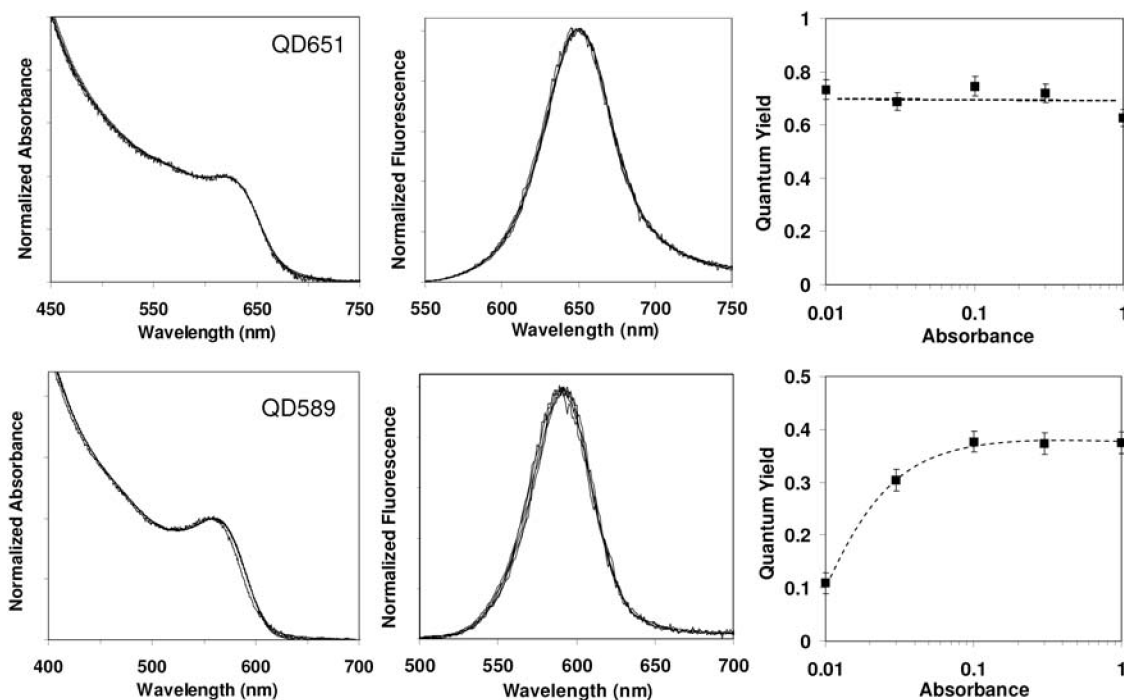 QD651
Normalized Absorbance
450
550
650
750
Wavelength (nm)
Normalized Fluorescence
550
600
650
700
750
Wavelength (nm)
Quantum Yield
1
0.8
0.6
0.4
0.2
0
0.01
0.1
1
Absorbance
QD589
Normalized Absorbance
400
500
600
700
Wavelength (nm)
Normalized Fluorescence
500
550
600
650
700
Wavelength (nm)
Quantum Yield
0.5
0.4
0.3
0.2
0.1
0
0.01
0.1
1
Absorbance